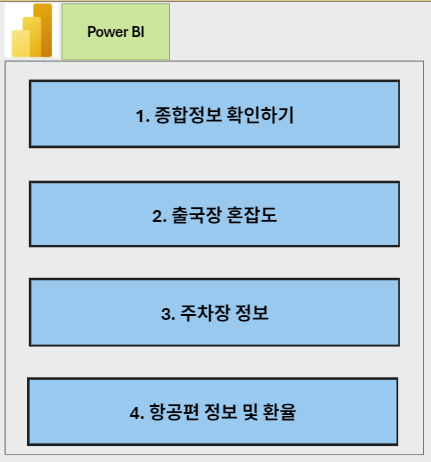 Power BI
1. 종합정보 확인하기
2. 출국장 혼잡도
3. 주차장 정보
4. 항공편 정보 및 환율